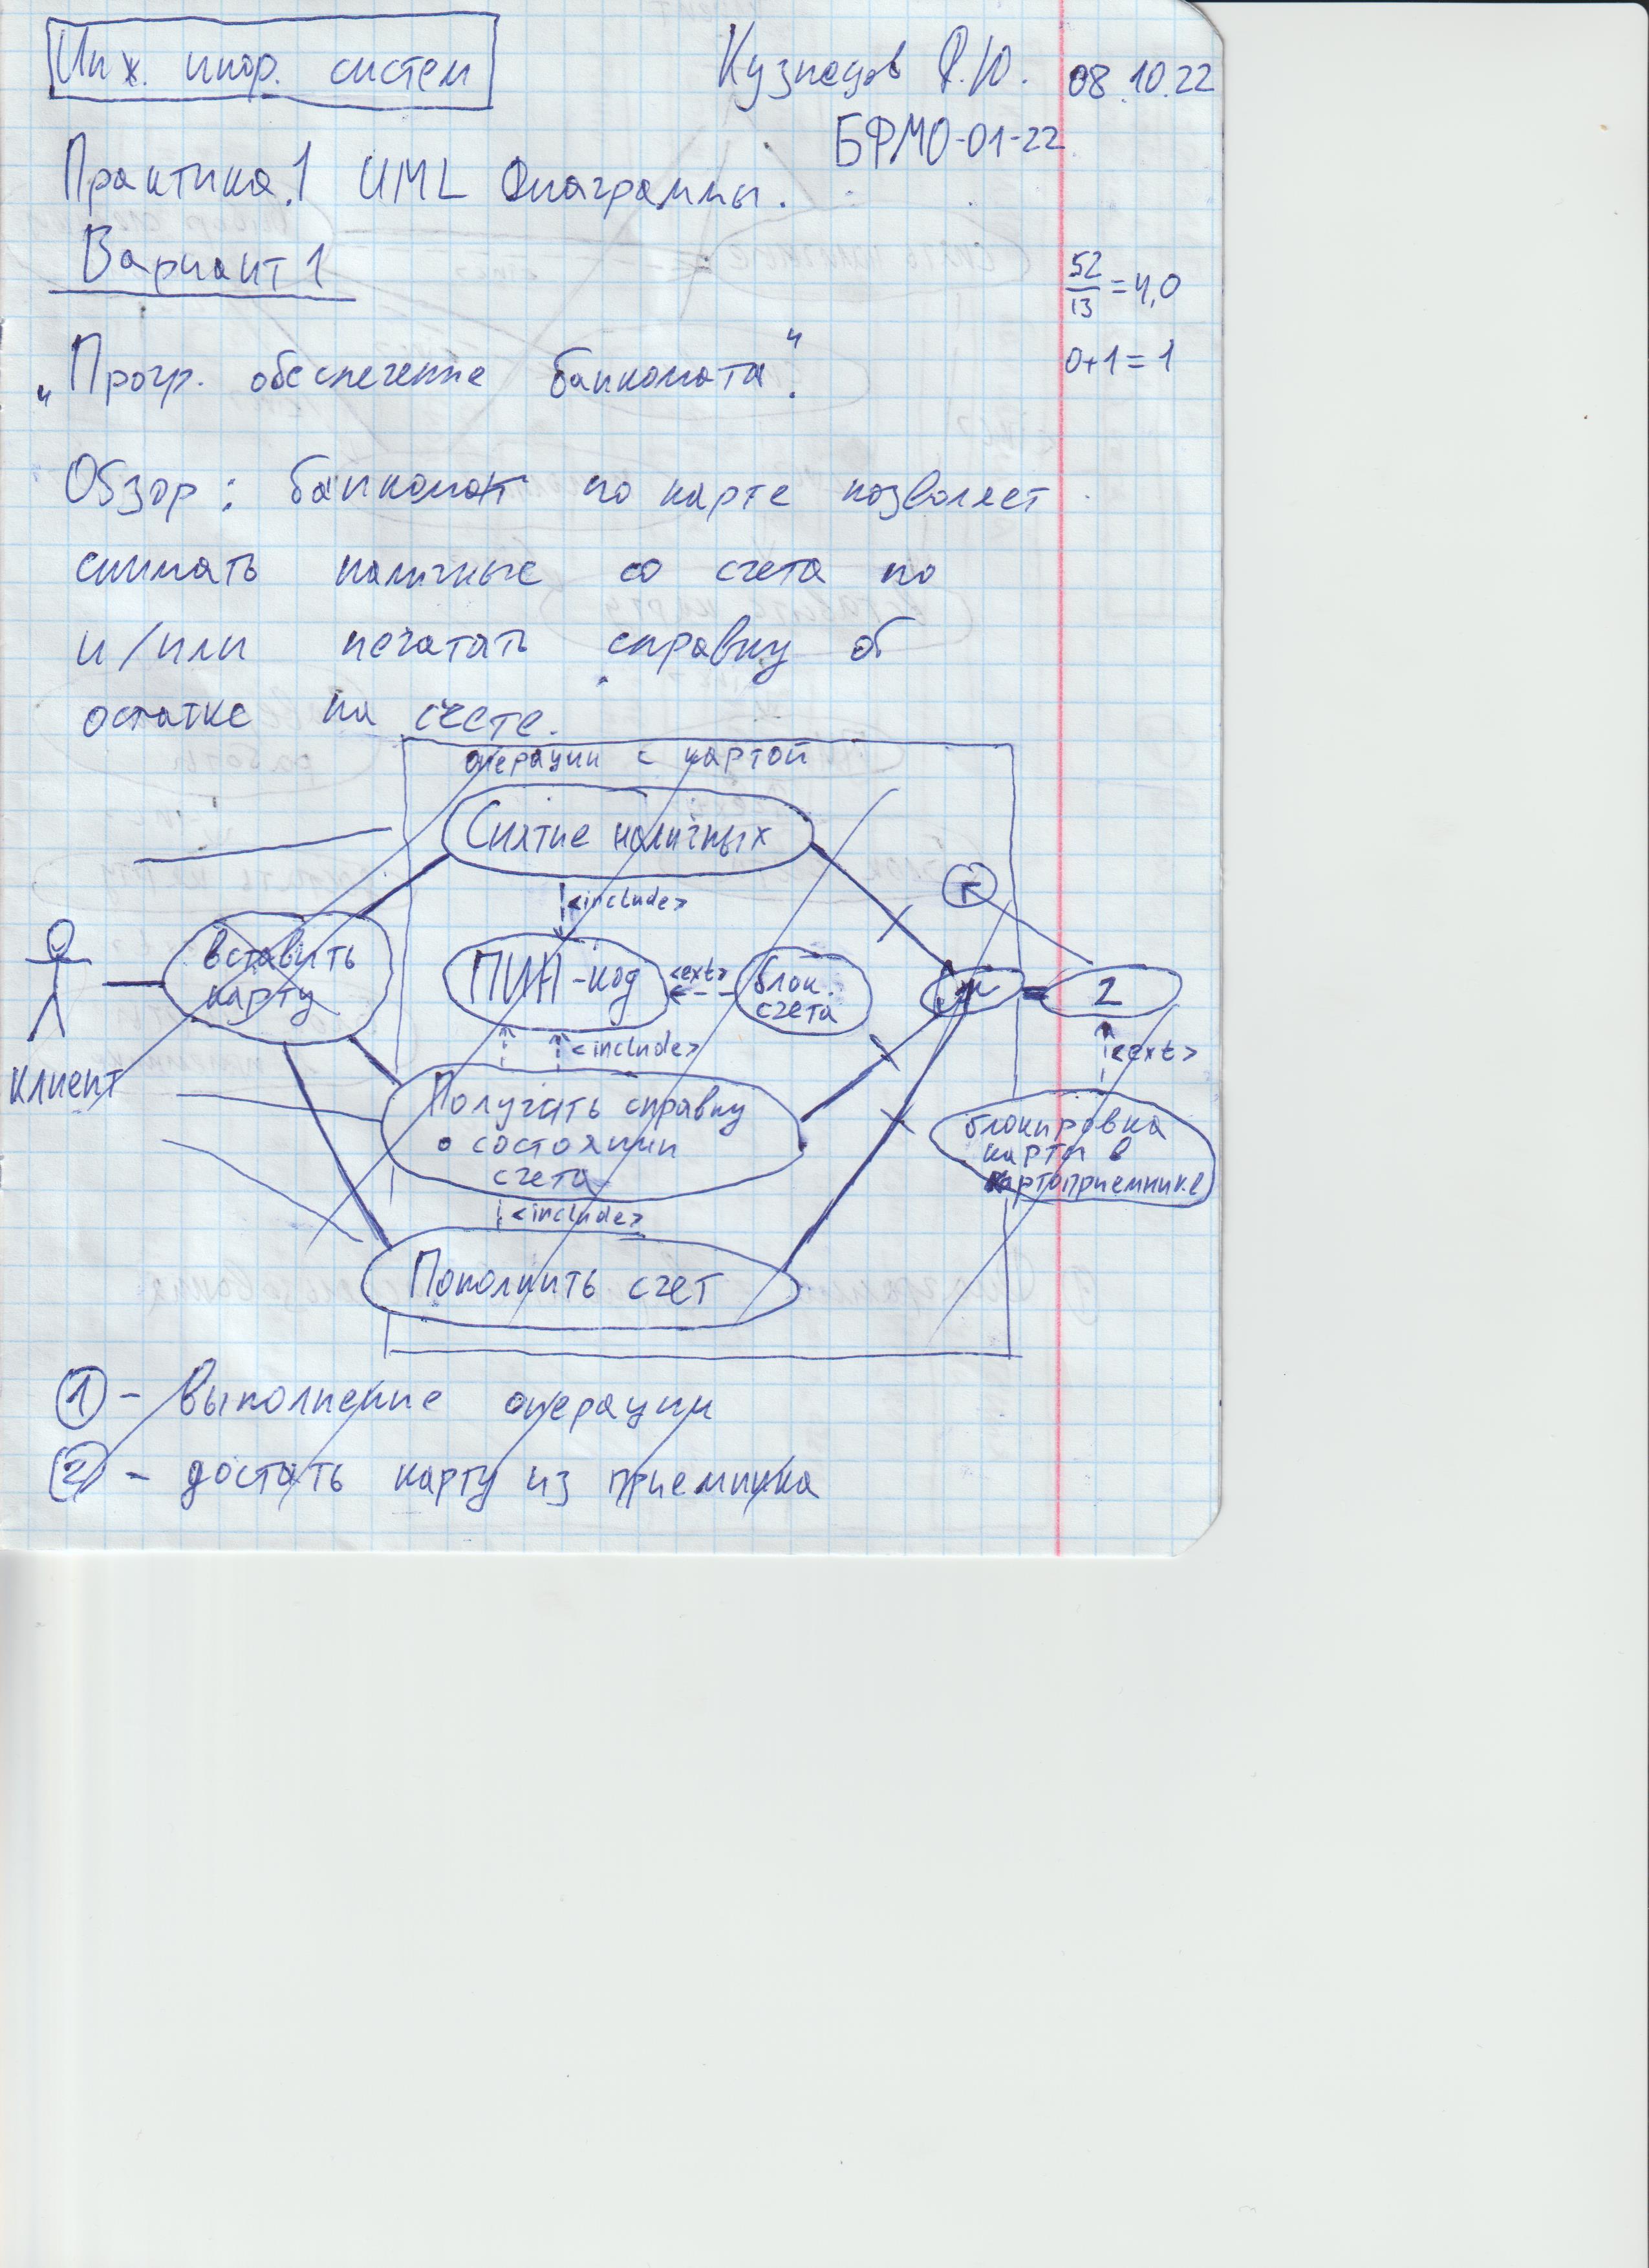 Инж. инфор. систем
Кузнецов Р.Ю. 08.10.22
БФМО-01-22
Практика.1 UML Диаграммы.
Вариант 1
52/13 = 4,0
0+1=1
„Прогр. обеспечение банкомата".
Обзор: банкомат по карте позволяет
снимать наличные со счета по
и/или печатать справку об
остатке на счете.
операции с картой
Снятие наличных
<include>
вставить
карту
ПИН-код
<ext>
блок.
счета
2
<include>
<ext>
Клиент
Получить справку
о состоянии
счета
блокировка
карты в
картоприемнике
<include>
Пополнить счет
1 - выполнение операции
2 - достать карту из приемника